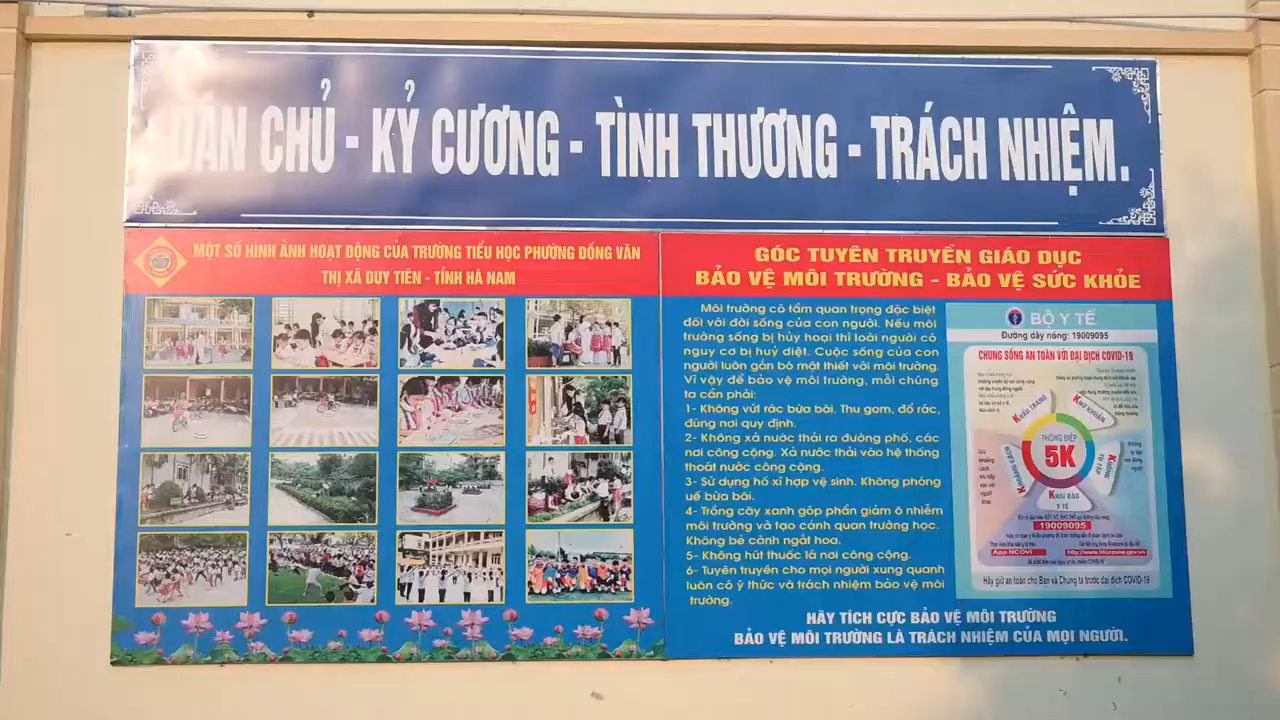 DÂN CHỦ - KỶ CƯƠNG - TÌNH THƯƠNG - TRÁCH NHIỆM.
MỘT SỐ HÌNH ẢNH HOẠT ĐỘNG CỦA TRƯỜNG TIỂU HỌC PHƯỜNG ĐỒNG VĂN
THỊ XÃ DUY TIÊN - TỈNH HÀ NAM
GÓC TUYÊN TRUYỀN GIÁO DỤC
BẢO VỆ MÔI TRƯỜNG - BẢO VỆ SỨC KHỎE
Môi trường có tầm quan trọng đặc biệt
đối với đời sống của con người. Nếu môi
trường sống bị hủy hoại thì loài người có
nguy cơ bị huỷ diệt. Cuộc sống của con
người luôn gắn bó mật thiết với môi trường.
Vì vậy để bảo vệ môi trường, mỗi chúng
ta cần phải:
1- Không vứt rác bừa bãi. Thu gom, đổ rác,
đúng nơi quy định.
2- Không xả nước thải ra đường phố, các
nơi công cộng. Xả nước thải vào hệ thống
thoát nước công cộng.
3- Sử dụng hố xí hợp vệ sinh. Không phóng
uế bừa bãi.
4- Trồng cây xanh góp phần giảm ô nhiễm
môi trường và tạo cảnh quan trường học.
Không bẻ cành ngắt hoa.
5- Không hút thuốc lá nơi công cộng.
6- Tuyên truyền cho mọi người xung quanh
luôn có ý thức và trách nhiệm bảo vệ môi
trường.
HÃY TÍCH CỰC BẢO VỆ MÔI TRƯỜNG
BẢO VỆ MÔI TRƯỜNG LÀ TRÁCH NHIỆM CỦA MỌI NGƯỜI.
BỘ Y TẾ
Đường dây nóng: 19009095
CHUNG SỐNG AN TOÀN VỚI ĐẠI DỊCH COVID-19
KHẨU TRANG
KHỬ KHUẨN
KHOẢNG CÁCH
THÔNG ĐIỆP
5K
KHÔNG
TỤ TẬP
KHAI BÁO
Y TẾ
19009095
App NCOVI
http://www.bluezone.gov.vn
Hãy giữ an toàn cho Bạn và Chúng ta trước đại dịch COVID-19